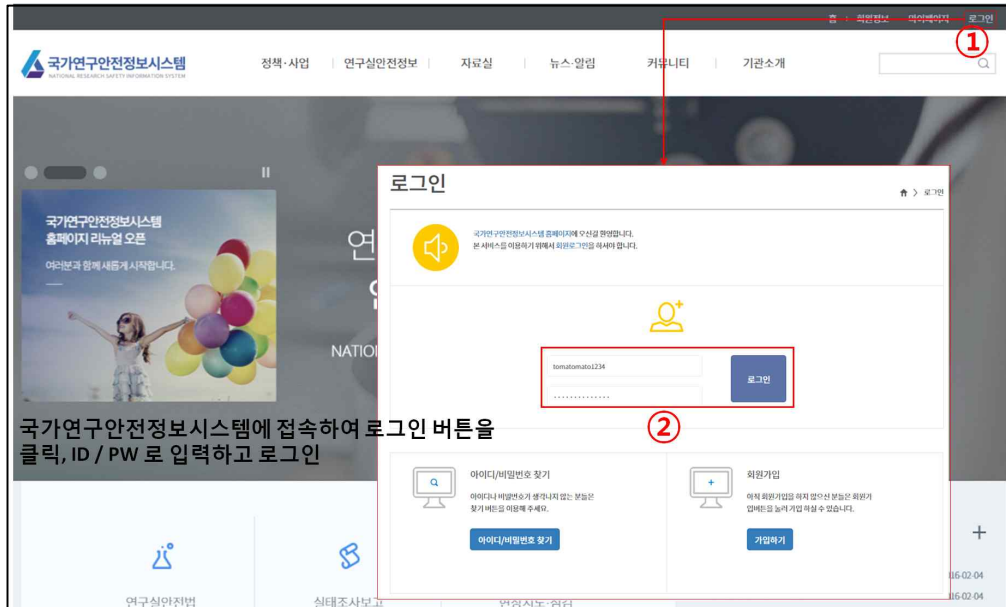 홈 회원정보 마이페이지 로그인
①
국가연구안전정보시스템
NATIONAL RESEARCH SAFETY INFORMATION SYSTEM
정책·사업 연구실안전정보 자료실 뉴스·알림 커뮤니티 기관소개
로그인
로그인
국가연구안전정보시스템
홈페이지 리뉴얼 오픈
여러분과 함께 새롭게 시작합니다.
연
NATIO
국가연구안전정보시스템 홈페이지에 오신걸 환영합니다.
본 서비스를 이용하기 위해서 회원로그인을 하셔야 합니다.
tomatomato1234
로그인
②
국가연구안전정보시스템에 접속하여 로그인 버튼을
클릭, ID / PW 로 입력하고 로그인
아이디/비밀번호 찾기
아이디나 비밀번호가 생각나지 않는 분들은
찾기 버튼을 이용해 주세요.
아이디/비밀번호 찾기
회원가입
아직 회원가입을 하지 않으신 분들은 회원가
입버튼을 눌러 가입 하실 수 있습니다.
가입하기
연구실안전법
실태조사보고
016-02-04
016-02-04